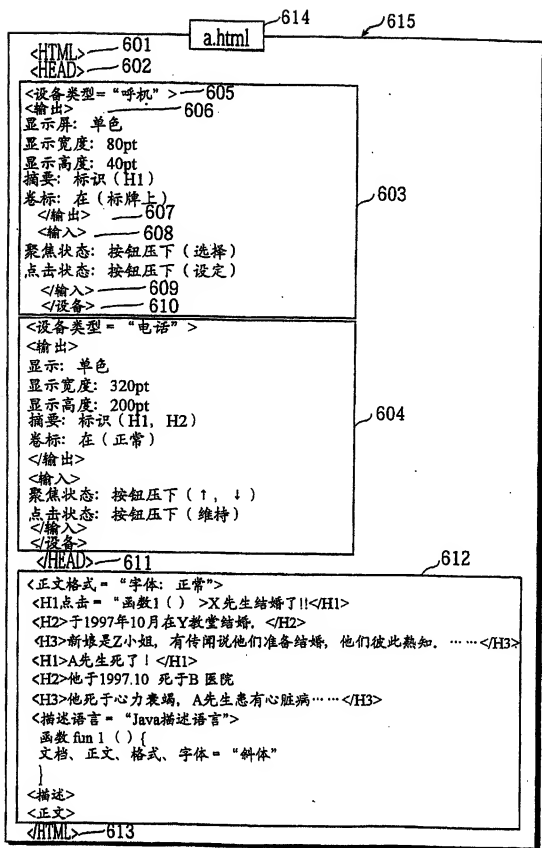 614
615
a.html
<HTML> 601
<HEAD> 602
<设备类型="呼机"> 605
<输出> 606
显示屏: 单色
显示宽度: 80pt
显示高度: 40pt
摘要: 标识(H1)
卷标: 在(标牌上)
</输出> 607
<输入> 608
聚焦状态: 按钮压下(选择)
点击状态: 按钮压下(设定)
</输入> 609
</设备> 610
603
<设备类型="电话">
<输出>
显示: 单色
显示宽度: 320pt
显示高度: 200pt
摘要: 标识(H1, H2)
卷标: 在(正常)
</输出>
<输入>
聚焦状态: 按钮压下(↑, ↓)
点击状态: 按钮压下(维持)
</输入>
</设备>
604
</HEAD> 611
612
<正文格式="字体: 正常">
<H1点击="函数1() >X先生结婚了!!</H1>
<H2>于1997年10月在Y教堂结婚。</H2>
<H3>新娘是Z小姐, 有传闻说他们准备结婚, 他们彼此熟知。……</H3>
<H1>A先生死了!</H1>
<H2>他于1997.10 死于B 医院
<H3>他死于心力衰竭, A先生患有心脏病……</H3>
<描述语言="Java描述语言">
函数 fun 1 () {
文档、正文、格式、字体="斜体"
}
<描述>
<正文>
</HTML> 613